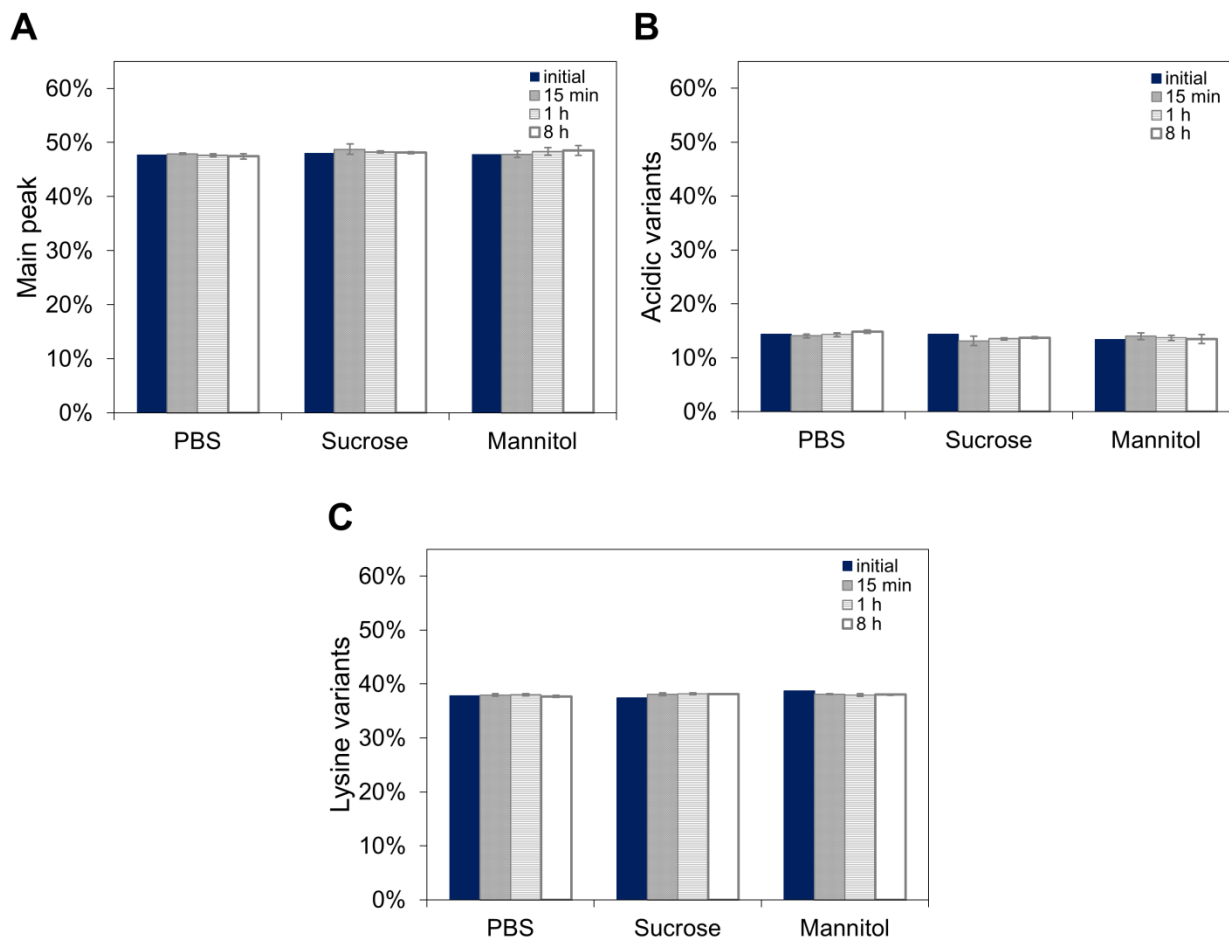 A
Main peak
60%
50%
40%
30%
20%
10%
0%
initial
15 min
1 h
8 h
PBS
Sucrose
Mannitol
B
Acidic variants
60%
50%
40%
30%
20%
10%
0%
initial
15 min
1 h
8 h
PBS
Sucrose
Mannitol
C
Lysine variants
60%
50%
40%
30%
20%
10%
0%
initial
15 min
1 h
8 h
PBS
Sucrose
Mannitol